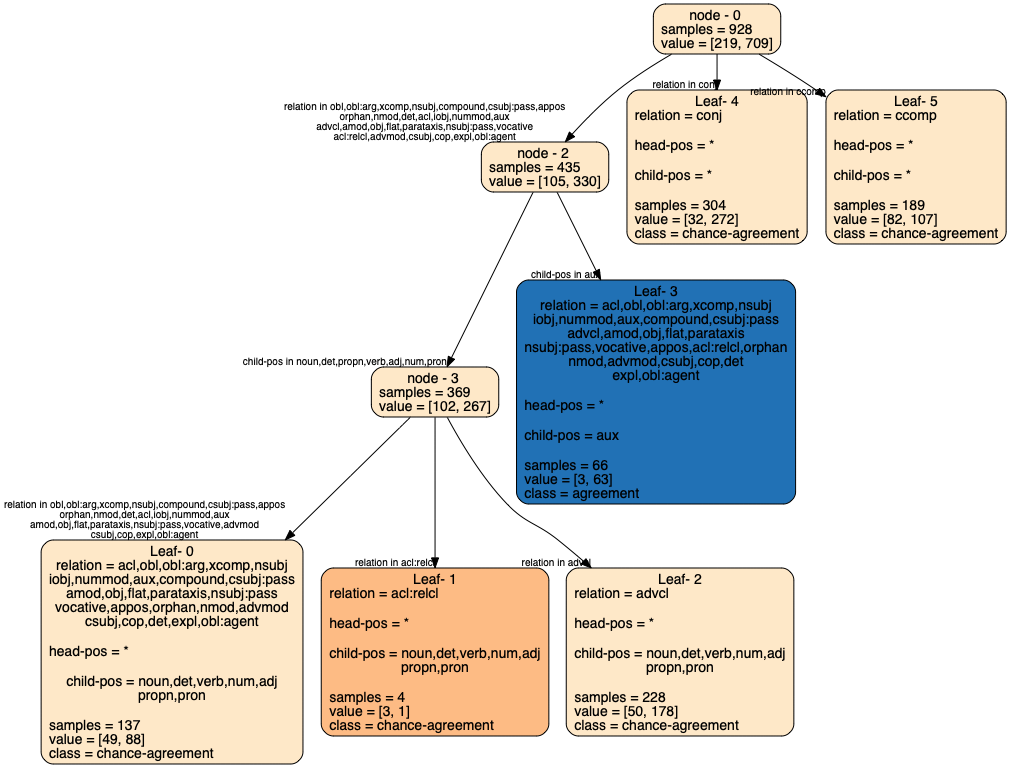 node - 0
samples = 928
value = [219, 709]
relation in conj
relation in ccomp
relation in obl,obl:arg,xcomp,nsubj,compound,csubj:pass,appos
orphan,nmod,det,acl,iobj,nummod,aux
advcl,amod,obj,flat,parataxis,nsubj:pass,vocative
acl:relcl,advmod,csubj,cop,expl,obl:agent
Leaf- 4
relation = conj
head-pos = *
child-pos = *
samples = 304
value = [32, 272]
class = chance-agreement
Leaf- 5
relation = ccomp
head-pos = *
child-pos = *
samples = 189
value = [82, 107]
class = chance-agreement
node - 2
samples = 435
value = [105, 330]
child-pos in aux
Leaf- 3
relation = acl,obl,obl:arg,xcomp,nsubj
iobj,nummod,aux,compound,csubj:pass
advcl,amod,obj,flat,parataxis
nsubj:pass,vocative,appos,acl:relcl,orphan
nmod,advmod,csubj,cop,det
expl,obl:agent
head-pos = *
child-pos = aux
samples = 66
value = [3, 63]
class = agreement
child-pos in noun,det,propn,verb,adj,num,pron
node - 3
samples = 369
value = [102, 267]
relation in obl,obl:arg,xcomp,nsubj,compound,csubj:pass,appos
orphan,nmod,det,acl,iobj,nummod,aux
amod,obj,flat,parataxis,nsubj:pass,vocative,advmod
csubj,cop,expl,obl:agent
relation in acl:relcl
relation in advcl
Leaf- 0
relation = acl,obl,obl:arg,xcomp,nsubj
iobj,nummod,aux,compound,csubj:pass
amod,obj,flat,parataxis,nsubj:pass
vocative,appos,orphan,nmod,advmod
csubj,cop,det,expl,obl:agent
head-pos = *
child-pos = noun,det,verb,num,adj
propn,pron
samples = 137
value = [49, 88]
class = chance-agreement
Leaf- 1
relation = acl:relcl
head-pos = *
child-pos = noun,det,verb,num,adj
propn,pron
samples = 4
value = [3, 1]
class = chance-agreement
Leaf- 2
relation = advcl
head-pos = *
child-pos = noun,det,verb,num,adj
propn,pron
samples = 228
value = [50, 178]
class = chance-agreement